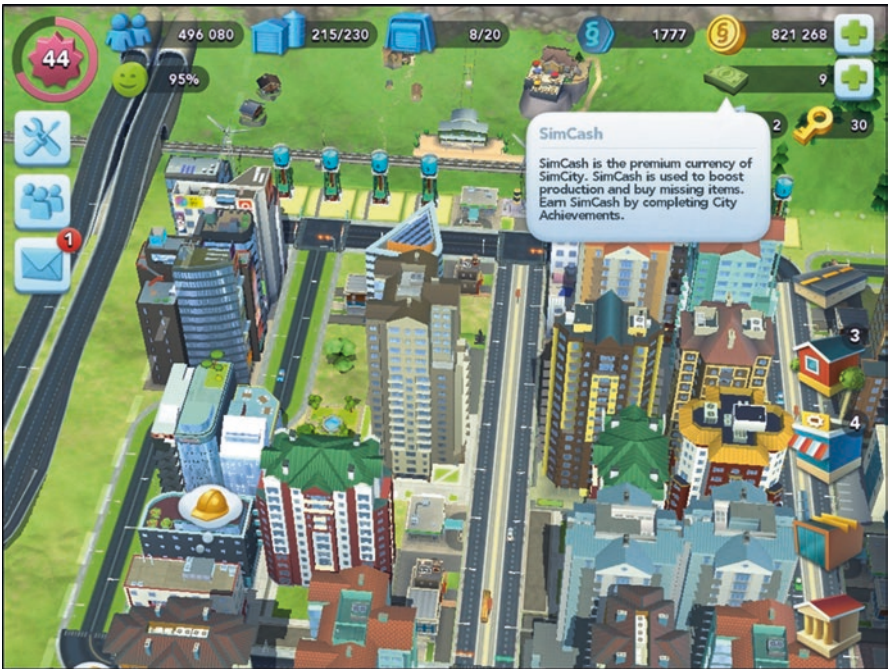 44
496 080
215/230
8/20
1777
821 268
95%
9
2
30
SimCash
SimCash is the premium currency of
SimCity. SimCash is used to boost
production and buy missing items.
Earn SimCash by completing City
Achievements.
1
3
4